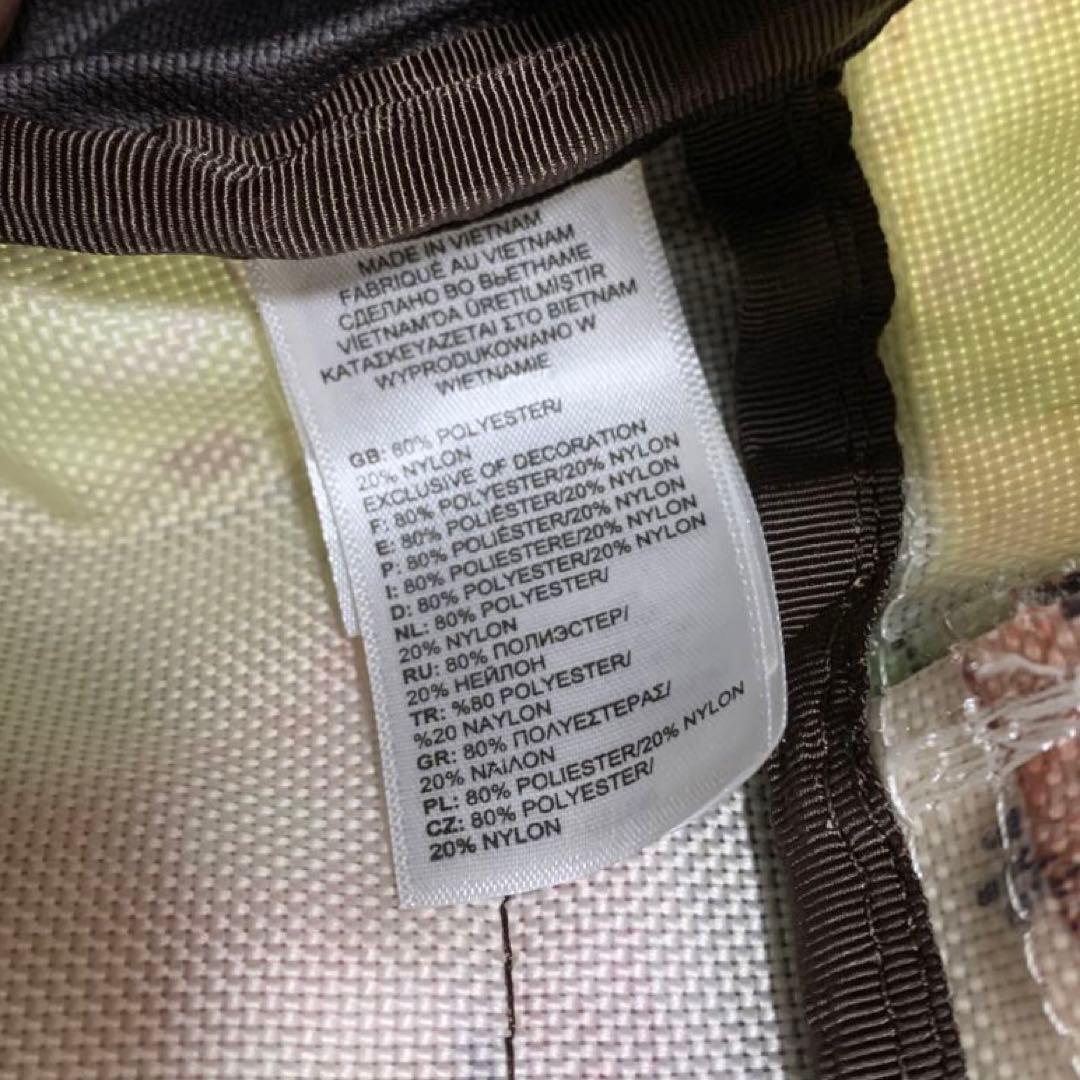 MADE IN VIETNAM
FABRIQUÉ AU VIETNAM
СДЕЛАНО ВО ВЬЕТНАМЕ
VIETNAM'DA ÜRETİLMİŞTİR
ΚΑΤΑΣΚΕΥΑΖΕΤΑΙ ΣΤΟ ΒΙΕΤΝΑΜ
WYPRODUKOWANO W
WIETNAMIE
GB: 80% POLYESTER/
20% NYLON
EXCLUSIVE OF DECORATION
F: 80% POLYESTER/20% NYLON
E: 80% POLIÉSTER/20% NYLON
P: 80% POLIÉSTER/20% NYLON
I: 80% POLIESTERE/20% NYLON
D: 80% POLYESTER/20% NYLON
NL: 80% POLYESTER/
20% NYLON
RU: 80% ПОЛИЭСТЕР/
20% НЕЙЛОН
TR: %80 POLYESTER/
%20 NAYLON
GR: 80% ΠΟΛΥΕΣΤΕΡΑΣ/
20% ΝΑΪΛΟΝ
PL: 80% POLIESTER/20% NYLON
CZ: 80% POLYESTER/
20% NYLON